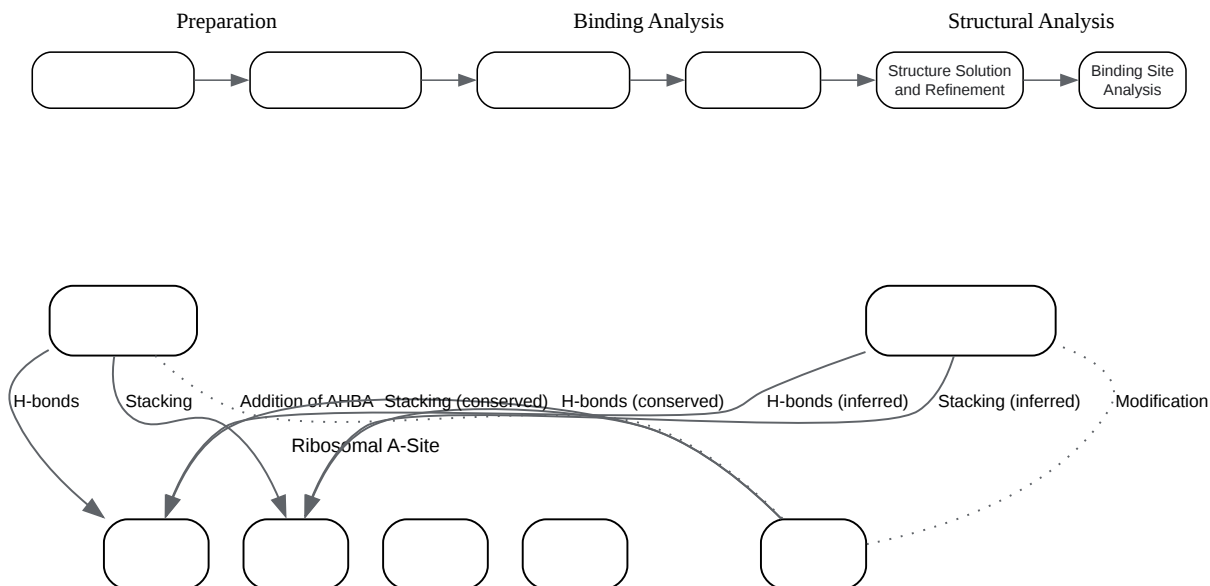 Preparation
Binding Analysis
Structural Analysis
Structure Solution
and Refinement
Binding Site
Analysis
H-bonds
Stacking
Addition of AHBA
Stacking (conserved)
H-bonds (conserved)
H-bonds (inferred)
Stacking (inferred)
Modification
Ribosomal A-Site